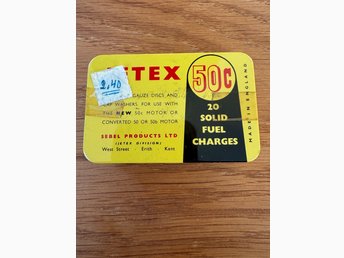 JETEX
50c
2,40
GAUZE DISCS AND
WASHERS, FOR USE WITH
THE NEW 50c MOTOR OR
CONVERTED 50 OR 50b MOTOR
SEBEL PRODUCTS LTD
(JETEX DIVISION)
West Street Erith - Kent
20
SOLID
FUEL
CHARGES
MADE IN ENGLAND